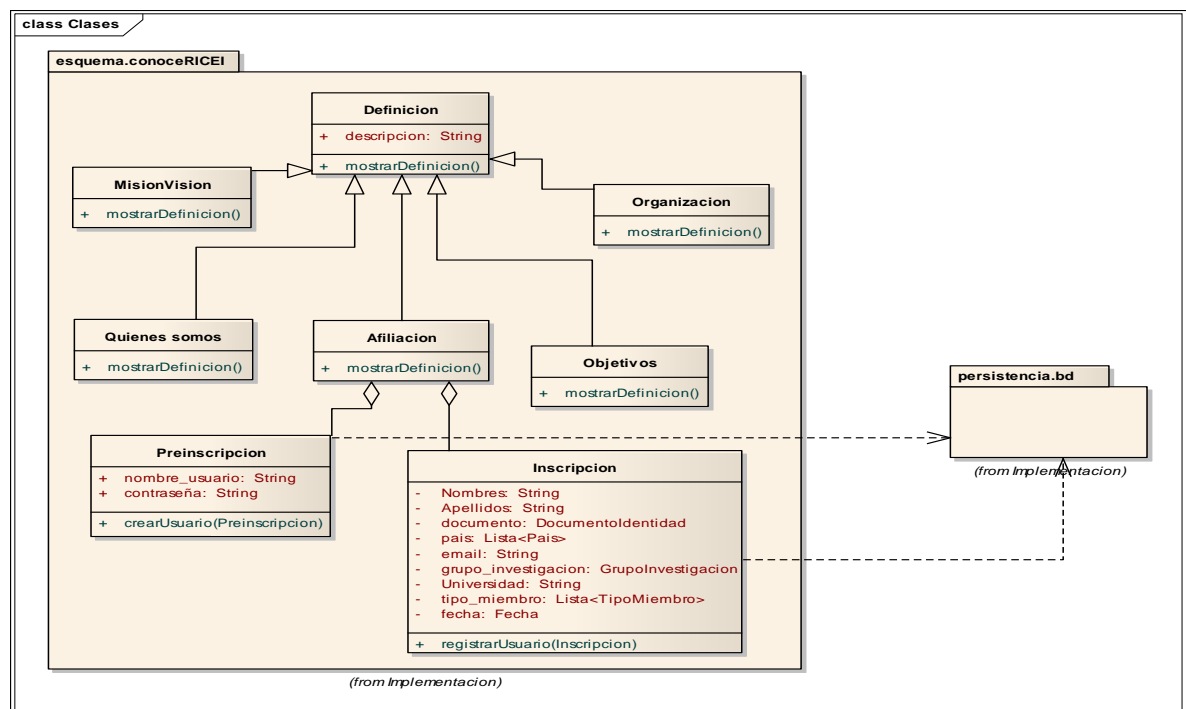 class Clases
esquema.conoceRICEI
Definicion
+ descripcion: String
+ mostrarDefinicion()
MisionVision
+ mostrarDefinicion()
Organizacion
+ mostrarDefinicion()
Quienes somos
+ mostrarDefinicion()
Afiliacion
+ mostrarDefinicion()
Objetivos
+ mostrarDefinicion()
persistencia.bd
(from Implementacion)
Preinscripcion
+ nombre_usuario: String
+ contraseña: String
+ crearUsuario(Preinscripcion)
Inscripcion
- Nombres: String
- Apellidos: String
- documento: DocumentoIdentidad
- pais: Lista<Pais>
- email: String
- grupo_investigacion: GrupoInvestigacion
- Universidad: String
- tipo_miembro: Lista<TipoMiembro>
- fecha: Fecha
+ registrarUsuario(Inscripcion)
(from Implementacion)